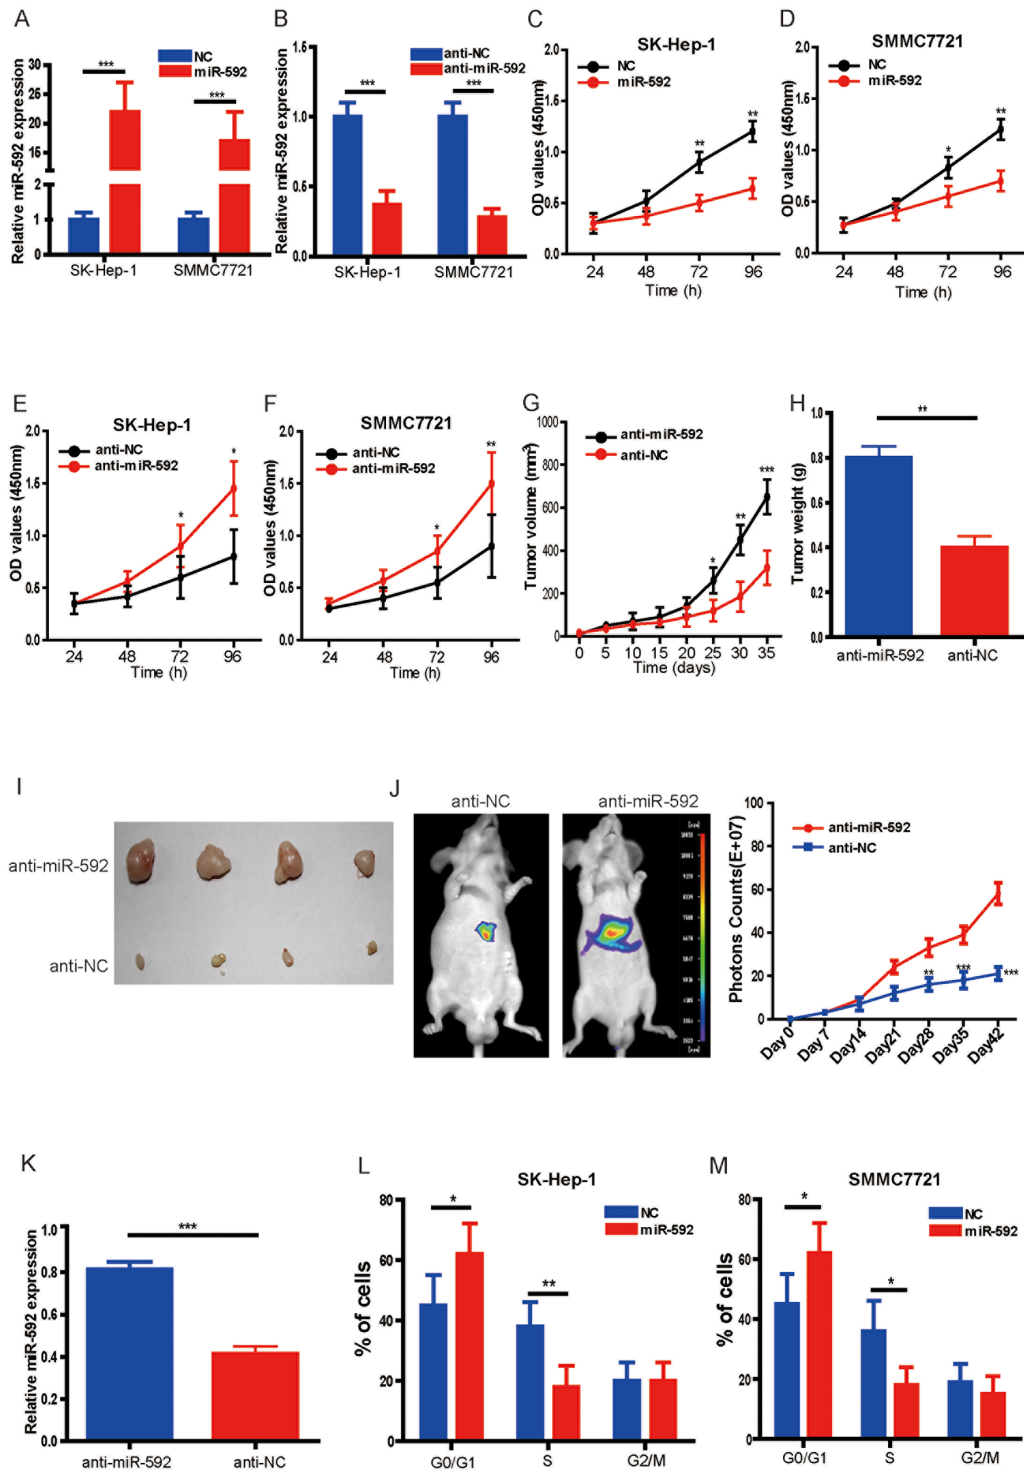 A
NC
miR-592
Relative miR-592 expression
30
25
20
15
2
1
0
***
***
SK-Hep-1
SMMC7721
B
anti-NC
anti-miR-592
Relative miR-592 expression
1.5
1.0
0.5
0.0
***
***
SK-Hep-1
SMMC7721
C
SK-Hep-1
NC
miR-592
OD values (450nm)
2.0
1.5
1.0
0.5
0.0
**
**
24 48 72 96
Time (h)
D
SMMC7721
NC
miR-592
OD values (450nm)
2.0
1.5
1.0
0.5
0.0
*
**
24 48 72 96
Time (h)
E
SK-Hep-1
anti-NC
anti-miR-592
OD values (450nm)
2.0
1.5
1.0
0.5
0.0
*
*
24 48 72 96
Time (h)
F
SMMC7721
anti-NC
anti-miR-592
OD values (450nm)
2.0
1.5
1.0
0.5
0.0
*
**
24 48 72 96
Time (h)
G
anti-miR-592
anti-NC
Tumor volume (mm³)
1000
800
600
400
200
0
*
**
***
0 5 10 15 20 25 30 35
Time (days)
H
Tumor weight (g)
1.0
0.8
0.6
0.4
0.2
0.0
**
anti-miR-592
anti-NC
I
anti-miR-592
anti-NC
J
anti-NC
anti-miR-592
Photons Counts(E+07)
100
80
60
40
20
0
anti-miR-592
anti-NC
**
***
***
Day 0 Day 7 Day14 Day21 Day28 Day35 Day42
K
Relative miR-592 expression
1.0
0.8
0.6
0.4
0.2
0.0
***
anti-miR-592
anti-NC
L
SK-Hep-1
NC
miR-592
% of cells
80
60
40
20
0
*
**
G0/G1
S
G2/M
M
SMMC7721
NC
miR-592
% of cells
80
60
40
20
0
*
*
G0/G1
S
G2/M